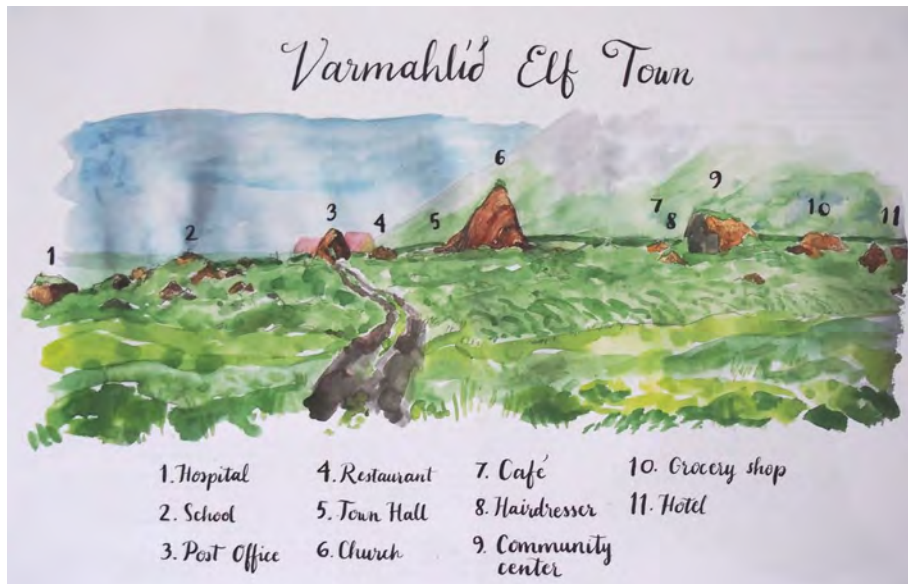 Varmahlíð Elf Town
6
9
3 7 10 11
2 4 5 8
1
1. Hospital
2. School
3. Post Office
4. Restaurant
5. Town Hall
6. Church
7. Café
8. Hairdresser
9. Community
center
10. Grocery shop
11. Hotel